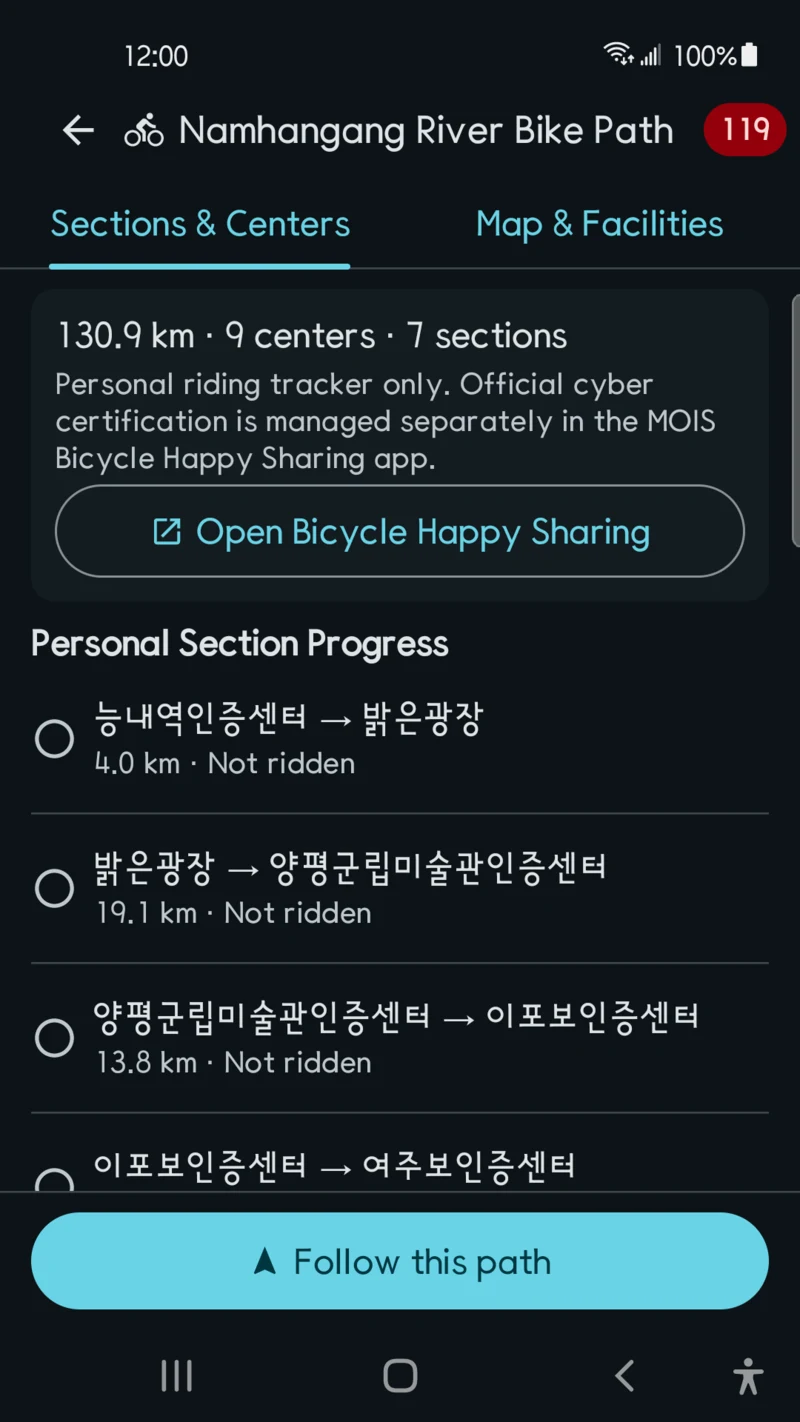 12:00
100%
Namhangang River Bike Path
119
Sections & Centers
Map & Facilities
130.9 km · 9 centers · 7 sections
Personal riding tracker only. Official cyber
certification is managed separately in the MOIS
Bicycle Happy Sharing app.
Open Bicycle Happy Sharing
Personal Section Progress
능내역인증센터 → 밝은광장
4.0 km · Not ridden
밝은광장 → 양평군립미술관인증센터
19.1 km · Not ridden
양평군립미술관인증센터 → 이포보인증센터
13.8 km · Not ridden
이포보인증센터 → 여주보인증센터
Follow this path